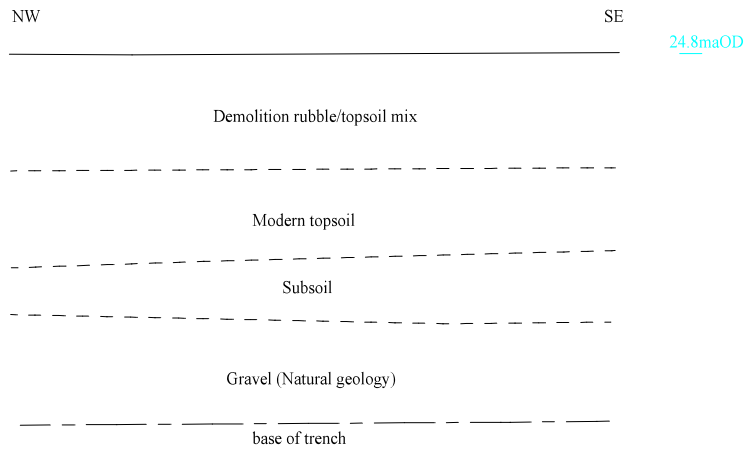 NW
SE
24.8maOD
Demolition rubble/topsoil mix
Modern topsoil
Subsoil
Gravel (Natural geology)
base of trench